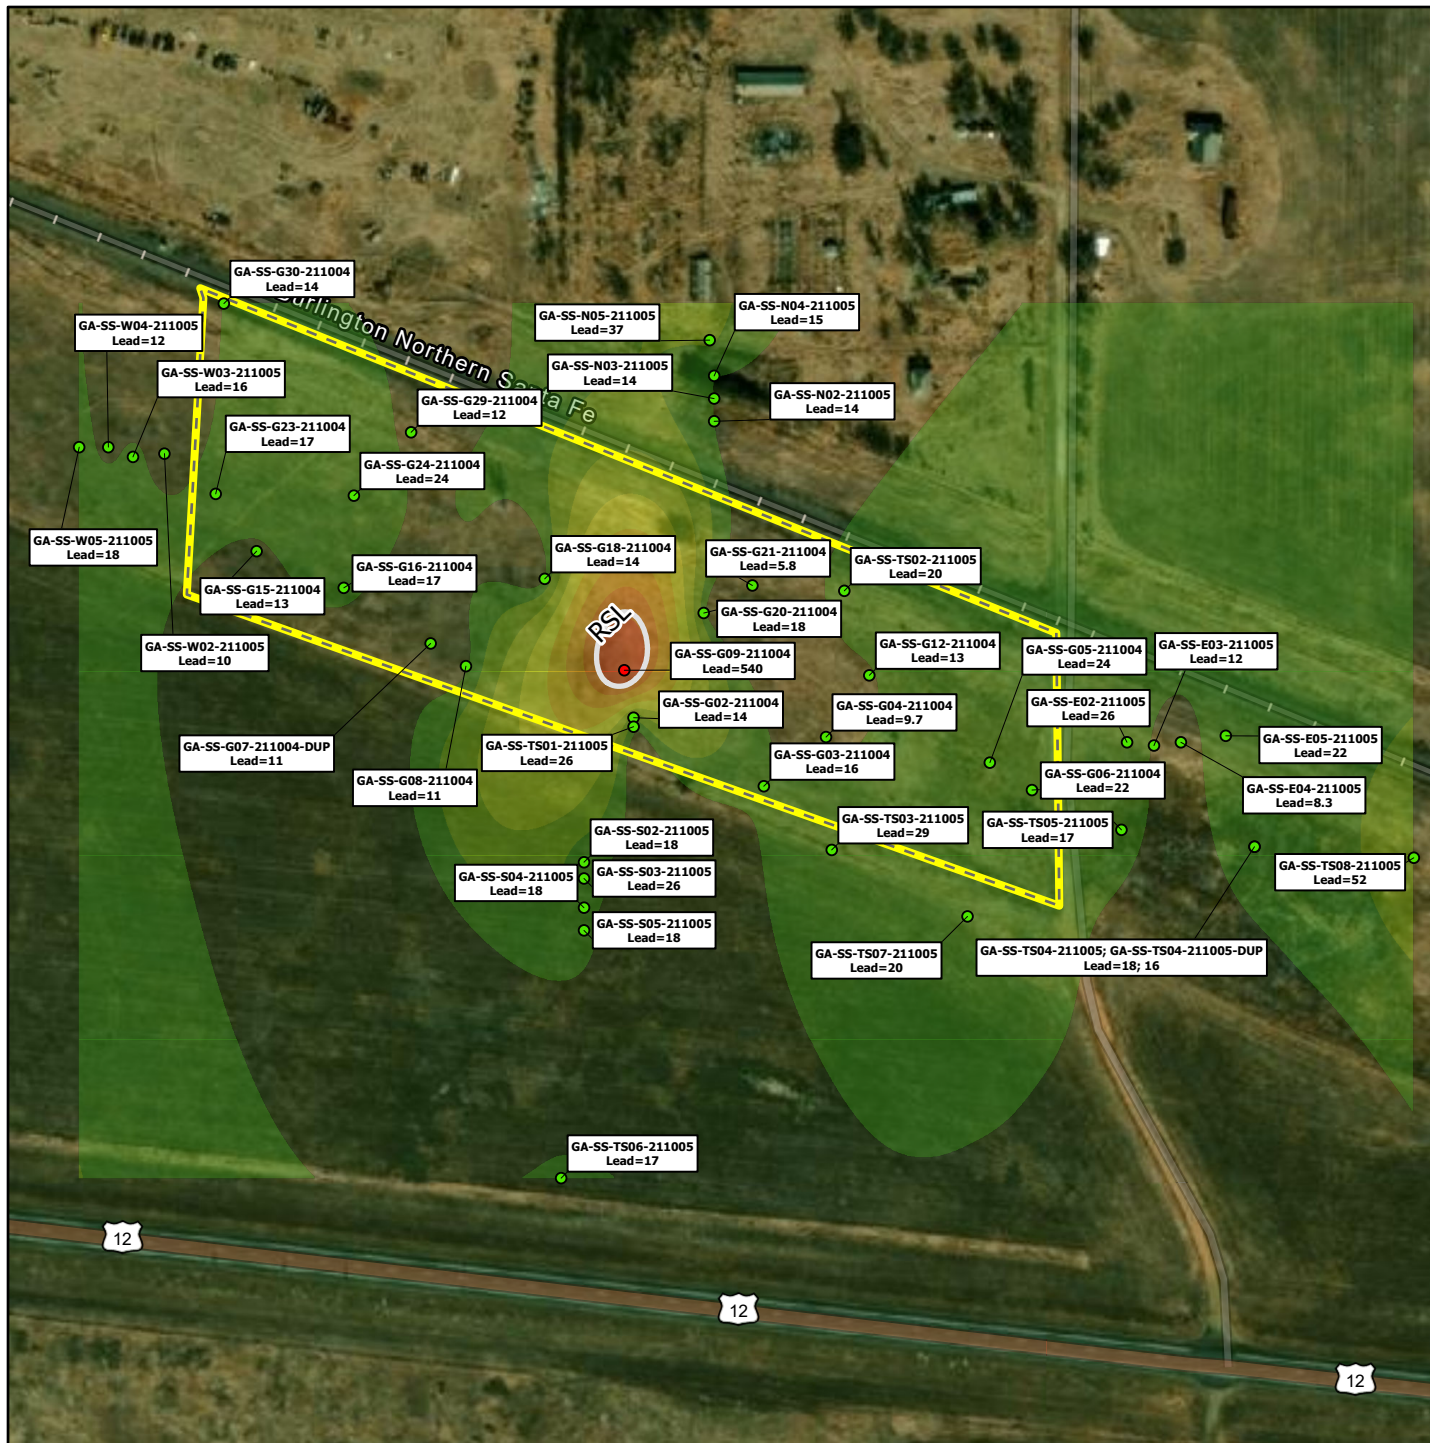 GA-SS-G30-211004
Lead=14
Burlington Northern Santa Fe
GA-SS-W04-211005
Lead=12
GA-SS-N05-211005
Lead=37
GA-SS-N04-211005
Lead=15
GA-SS-W03-211005
Lead=16
GA-SS-N03-211005
Lead=14
GA-SS-N02-211005
Lead=14
GA-SS-G29-211004
Lead=12
GA-SS-G23-211004
Lead=17
GA-SS-G24-211004
Lead=24
GA-SS-W05-211005
Lead=18
GA-SS-G18-211004
Lead=14
GA-SS-G21-211004
Lead=5.8
GA-SS-TS02-211005
Lead=20
GA-SS-G16-211004
Lead=17
GA-SS-G15-211004
Lead=13
RSL
GA-SS-G20-211004
Lead=18
GA-SS-W02-211005
Lead=10
GA-SS-G09-211004
Lead=540
GA-SS-G12-211004
Lead=13
GA-SS-G05-211004
Lead=24
GA-SS-E03-211005
Lead=12
GA-SS-G02-211004
Lead=14
GA-SS-G04-211004
Lead=9.7
GA-SS-E02-211005
Lead=26
GA-SS-G07-211004-DUP
Lead=11
GA-SS-TS01-211005
Lead=26
GA-SS-E05-211005
Lead=22
GA-SS-G03-211004
Lead=16
GA-SS-G08-211004
Lead=11
GA-SS-G06-211004
Lead=22
GA-SS-E04-211005
Lead=8.3
GA-SS-TS03-211005
Lead=29
GA-SS-TS05-211005
Lead=17
GA-SS-S02-211005
Lead=18
GA-SS-TS08-211005
Lead=52
GA-SS-S04-211005
Lead=18
GA-SS-S03-211005
Lead=26
GA-SS-S05-211005
Lead=18
GA-SS-TS07-211005
Lead=20
GA-SS-TS04-211005; GA-SS-TS04-211005-DUP
Lead=18; 16
GA-SS-TS06-211005
Lead=17
12
12
12